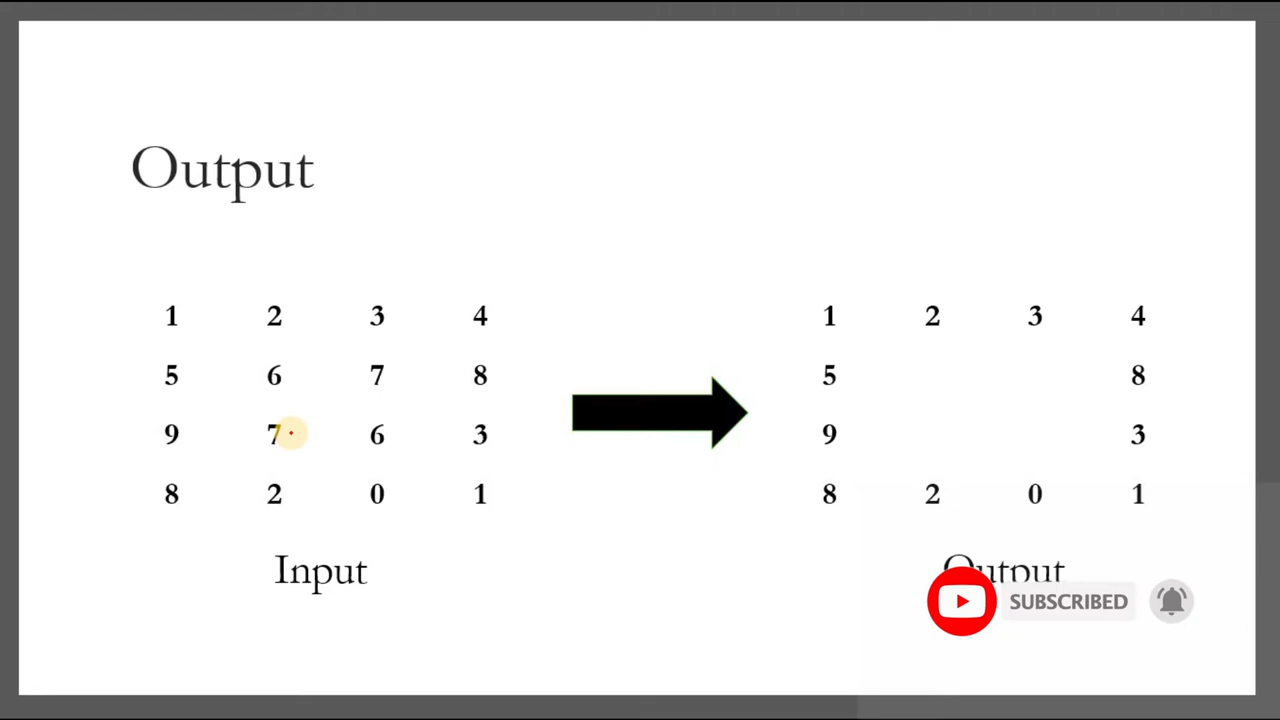 Output
1 2 3 4
5 6 7 8
9 7 6 3
8 2 0 1
Input
1 2 3 4
5 8
9 3
8 2 0 1
Output
SUBSCRIBED